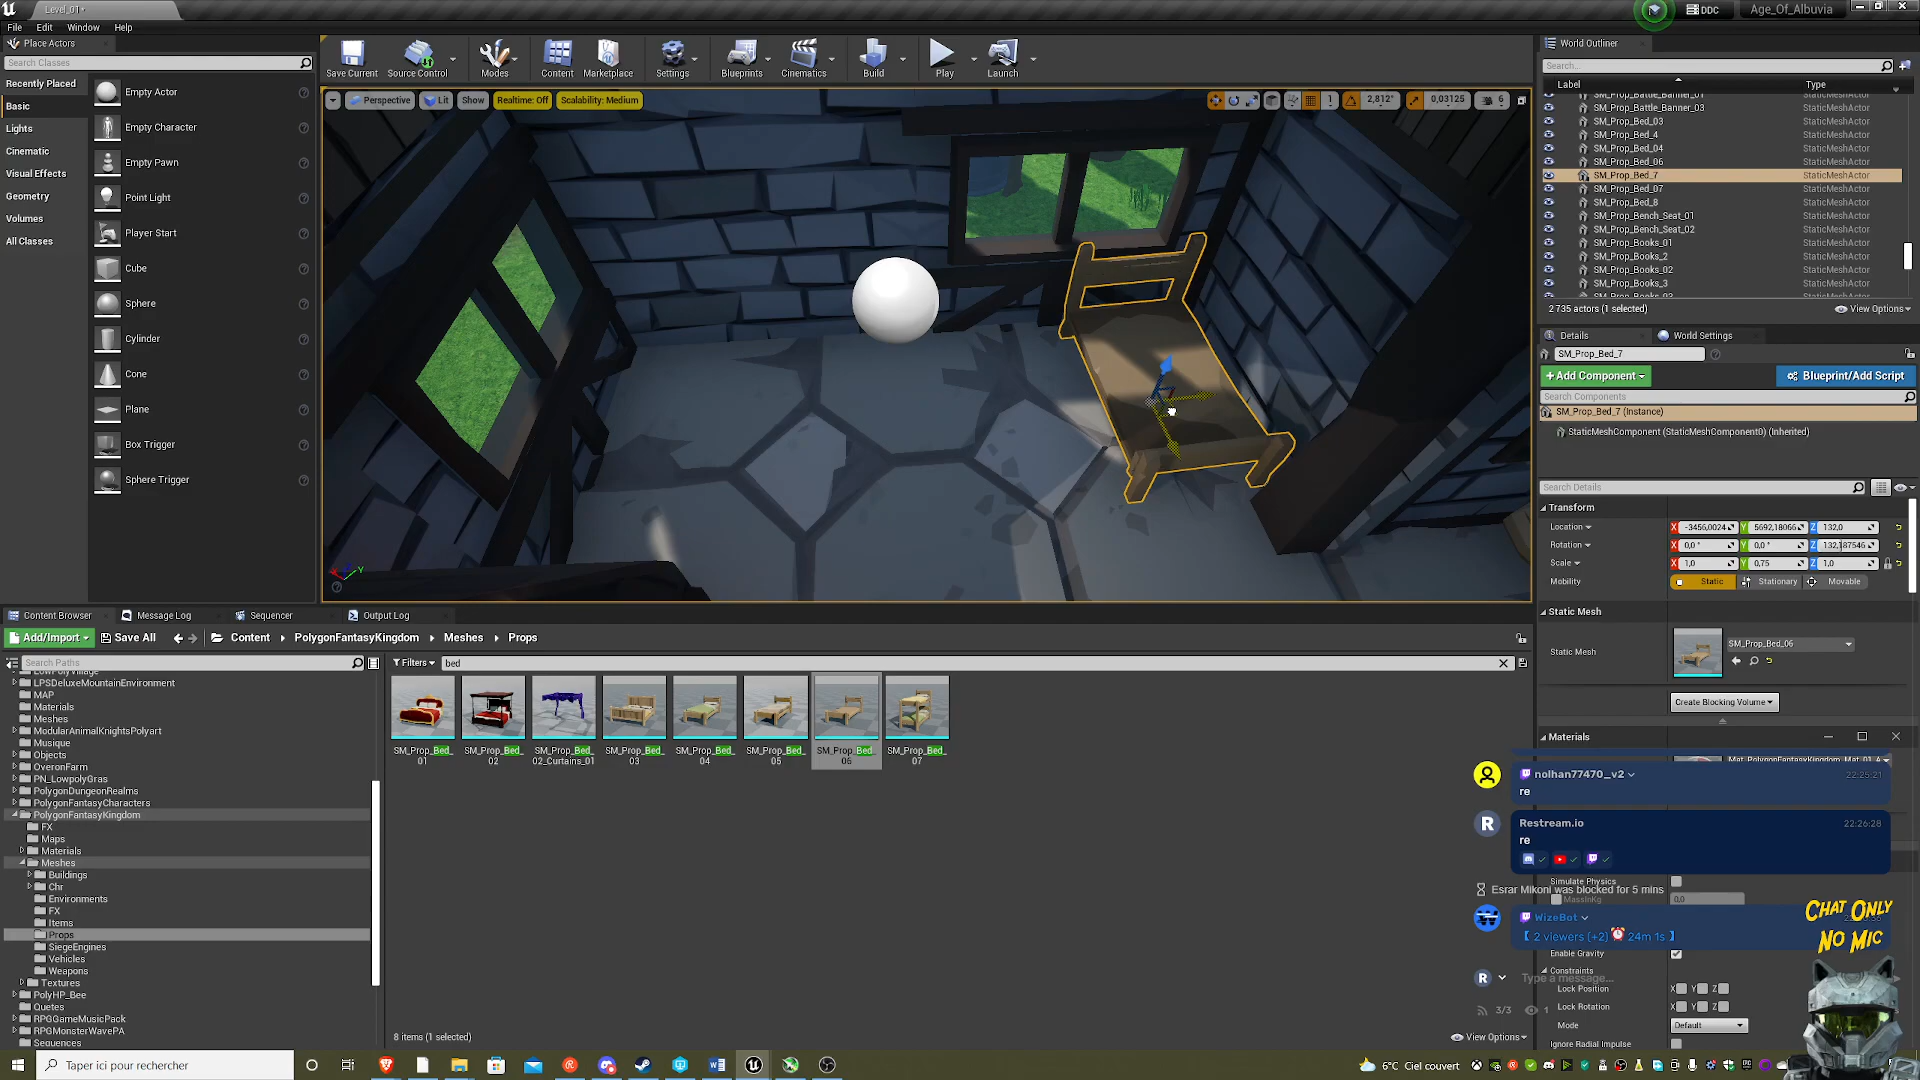 Level_01*
DDC
Age_Of_Albuvia
File Edit Window Help
Place Actors
Search Classes
Recently Placed
Basic
Lights
Cinematic
Visual Effects
Geometry
Volumes
All Classes
Empty Actor
Empty Character
Empty Pawn
Point Light
Player Start
Cube
Sphere
Cylinder
Cone
Plane
Box Trigger
Sphere Trigger
Save Current Source Control Modes Content Marketplace Settings Blueprints Cinematics Build Play Launch
Perspective Lit Show Realtime: Off Scalability: Medium
1 2,812° 0,03125 6
World Outliner
Search...
Label Type
SM_Prop_Battle_Banner_01 StaticMeshActor
SM_Prop_Battle_Banner_03 StaticMeshActor
SM_Prop_Bed_03 StaticMeshActor
SM_Prop_Bed_4 StaticMeshActor
SM_Prop_Bed_04 StaticMeshActor
SM_Prop_Bed_06 StaticMeshActor
SM_Prop_Bed_7 StaticMeshActor
SM_Prop_Bed_07 StaticMeshActor
SM_Prop_Bed_8 StaticMeshActor
SM_Prop_Bench_Seat_01 StaticMeshActor
SM_Prop_Bench_Seat_02 StaticMeshActor
SM_Prop_Books_01 StaticMeshActor
SM_Prop_Books_2 StaticMeshActor
SM_Prop_Books_02 StaticMeshActor
SM_Prop_Books_3 StaticMeshActor
SM_Prop_Books_03 StaticMeshActor
2 735 actors (1 selected) View Options
Details World Settings
SM_Prop_Bed_7
+Add Component Blueprint/Add Script
Search Components
SM_Prop_Bed_7 (Instance)
StaticMeshComponent (StaticMeshComponent0) (Inherited)
Search Details
Transform
Location X -3456,0024 Y 5692,18066 Z 132,0
Rotation X 0,0 ° Y 0,0 ° Z 132,187546
Scale X 1,0 Y 0,75 Z 1,0
Mobility Static Stationary Movable
Static Mesh
Static Mesh SM_Prop_Bed_06
Create Blocking Volume
Materials
Mat_PolygonFantasyKingdom_Mat_01_A
nolhan77470_v2 22:25:21
re
Restream.io 22:26:28
re
Simulate Physics
Esrar Mikoni was blocked for 5 mins
MassInKg 0,0
WizeBot
【 2 viewers (+2) 24m 1s 】
CHAT ONLY
NO MIC
Enable Gravity
Constraints
R Type a message...
Lock Position X Y Z
3/3 1
Lock Rotation X Y Z
Mode Default
Ignore Radial Impulse
Content Browser Message Log Sequencer Output Log
Add/Import Save All Content PolygonFantasyKingdom Meshes Props
Search Paths
Filters bed
LowPolyVillage
LPSDeluxeMountainEnvironment
MAP
Materials
Meshes
ModularAnimalKnightsPolyart
Musique
Objects
OveronFarm
PN_LowpolyGras
PolygonDungeonRealms
PolygonFantasyCharacters
PolygonFantasyKingdom
FX
Maps
Materials
Meshes
Buildings
Chr
Environments
FX
Items
Props
SiegeEngines
Vehicles
Weapons
Textures
PolyHP_Bee
Quetes
RPGGameMusicPack
RPGMonsterWavePA
Sequences
SM_Prop_Bed_01
SM_Prop_Bed_02
SM_Prop_Bed_02_Curtains_01
SM_Prop_Bed_03
SM_Prop_Bed_04
SM_Prop_Bed_05
SM_Prop_Bed_06
SM_Prop_Bed_07
8 items (1 selected) View Options
Taper ici pour rechercher
6°C Ciel couvert